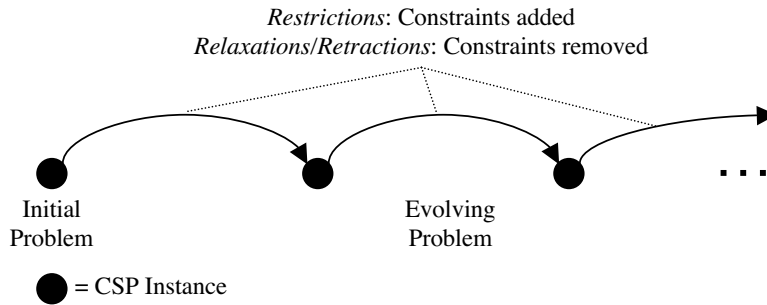 Restrictions: Constraints added
Relaxations/Retractions: Constraints removed
Initial
Problem
Evolving
Problem
...
= CSP Instance